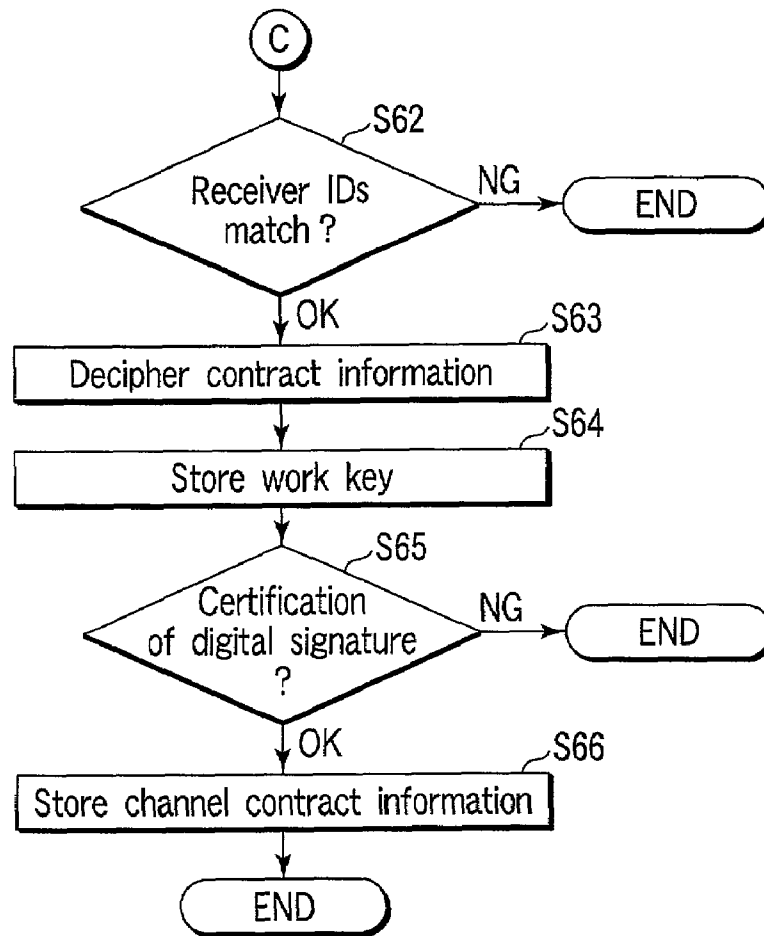 C
S62
Receiver IDs
match ?
NG
END
OK
S63
Decipher contract information
S64
Store work key
S65
Certification
of digital signature
?
NG
END
OK
S66
Store channel contract information
END